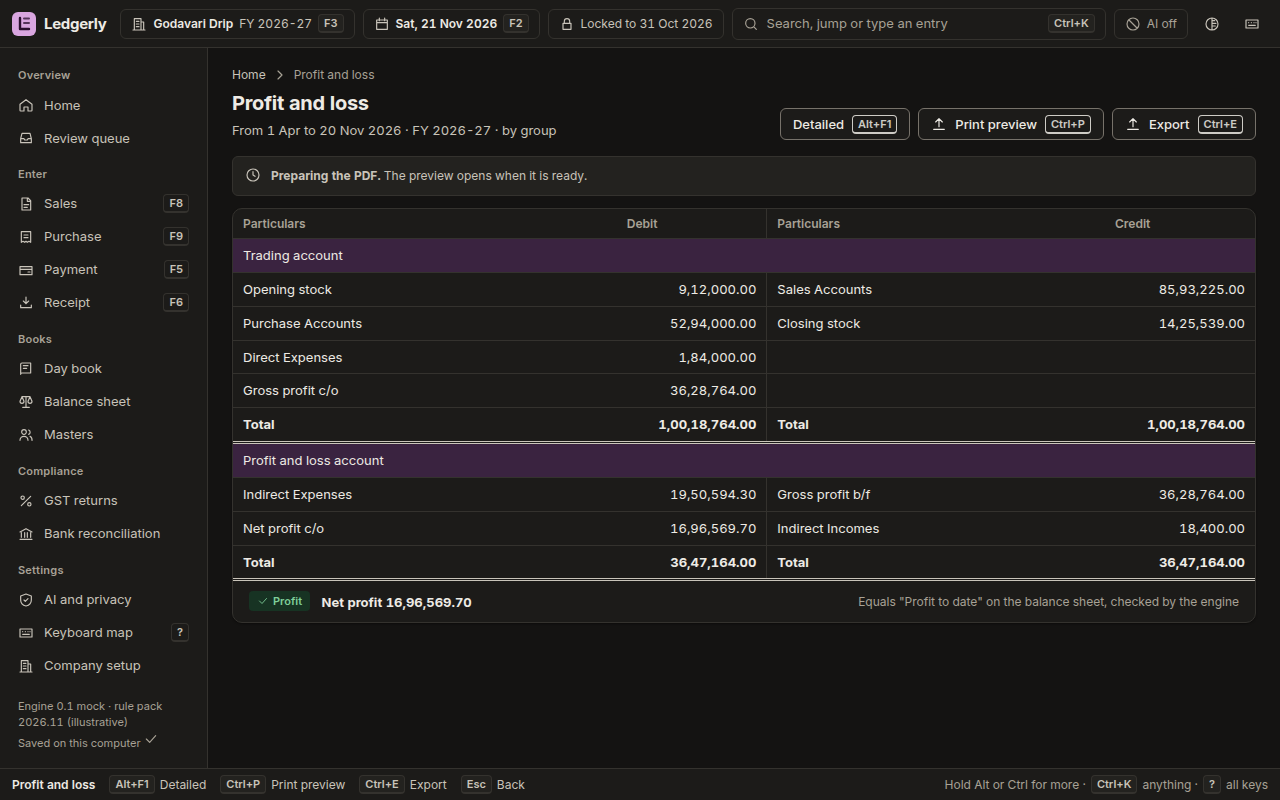 Ledgerly
Godavari Drip FY 2026-27 F3
Sat, 21 Nov 2026 F2
Locked to 31 Oct 2026
Search, jump or type an entry Ctrl+K
AI off
Overview
Home
Review queue
Enter
Sales F8
Purchase F9
Payment F5
Receipt F6
Books
Day book
Balance sheet
Masters
Compliance
GST returns
Bank reconciliation
Settings
AI and privacy
Keyboard map ?
Company setup
Engine 0.1 mock · rule pack
2026.11 (illustrative)
Saved on this computer
Home Profit and loss
Profit and loss
From 1 Apr to 20 Nov 2026 · FY 2026-27 · by group
Detailed Alt+F1
Print preview Ctrl+P
Export Ctrl+E
Preparing the PDF. The preview opens when it is ready.
Particulars Debit Particulars Credit
Trading account
Opening stock 9,12,000.00 Sales Accounts 85,93,225.00
Purchase Accounts 52,94,000.00 Closing stock 14,25,539.00
Direct Expenses 1,84,000.00
Gross profit c/o 36,28,764.00
Total 1,00,18,764.00 Total 1,00,18,764.00
Profit and loss account
Indirect Expenses 19,50,594.30 Gross profit b/f 36,28,764.00
Net profit c/o 16,96,569.70 Indirect Incomes 18,400.00
Total 36,47,164.00 Total 36,47,164.00
Profit Net profit 16,96,569.70 Equals "Profit to date" on the balance sheet, checked by the engine
Profit and loss Alt+F1 Detailed Ctrl+P Print preview Ctrl+E Export Esc Back Hold Alt or Ctrl for more · Ctrl+K anything · ? all keys